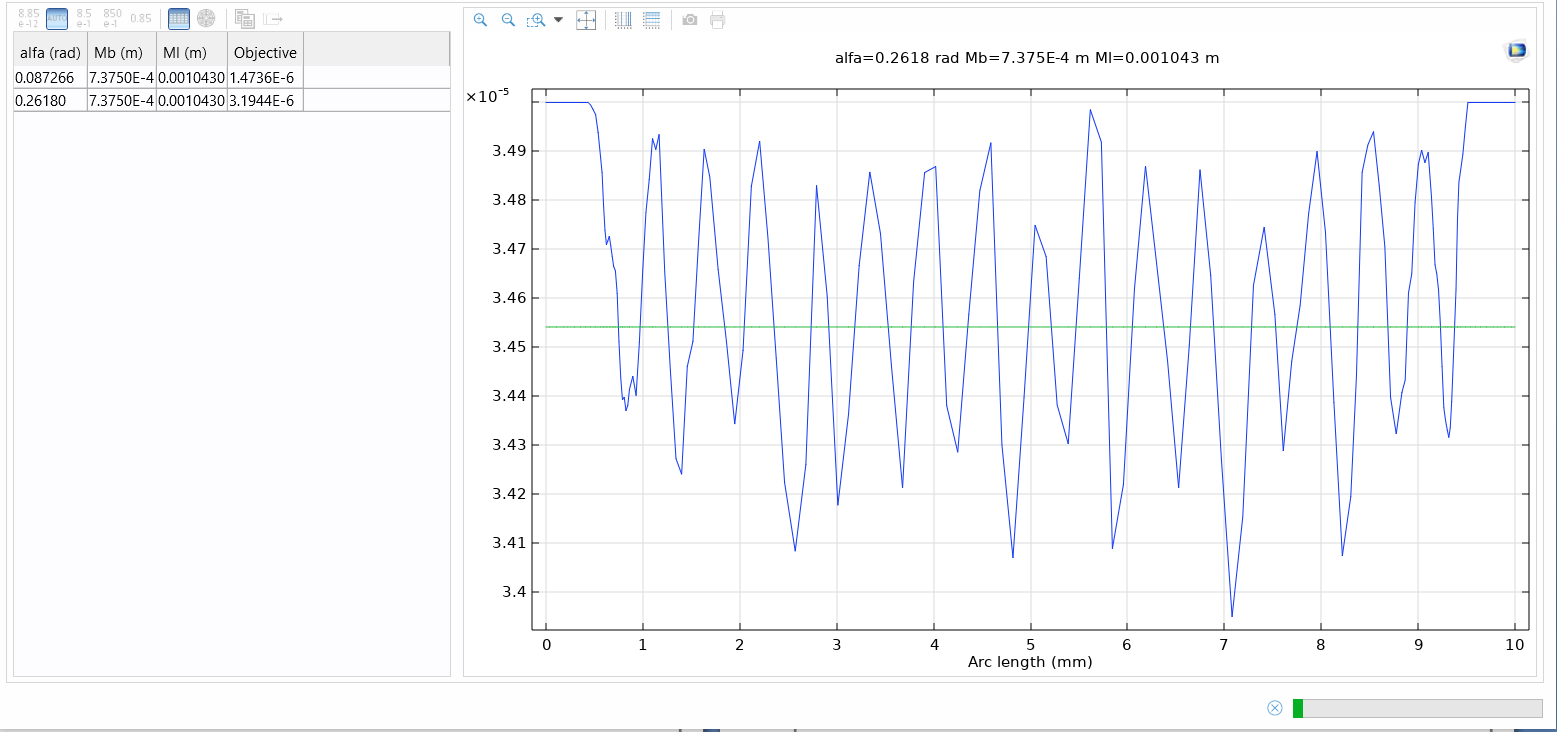 8.85 e-12 AUTO 8.5 e-1 850 e-1 0.85
alfa (rad) Mb (m) Ml (m) Objective
0.087266 7.3750E-4 0.0010430 1.4736E-6
0.26180 7.3750E-4 0.0010430 3.1944E-6
alfa=0.2618 rad Mb=7.375E-4 m Ml=0.001043 m
×10⁻⁵
3.49
3.48
3.47
3.46
3.45
3.44
3.43
3.42
3.41
3.4
0 1 2 3 4 5 6 7 8 9 10
Arc length (mm)